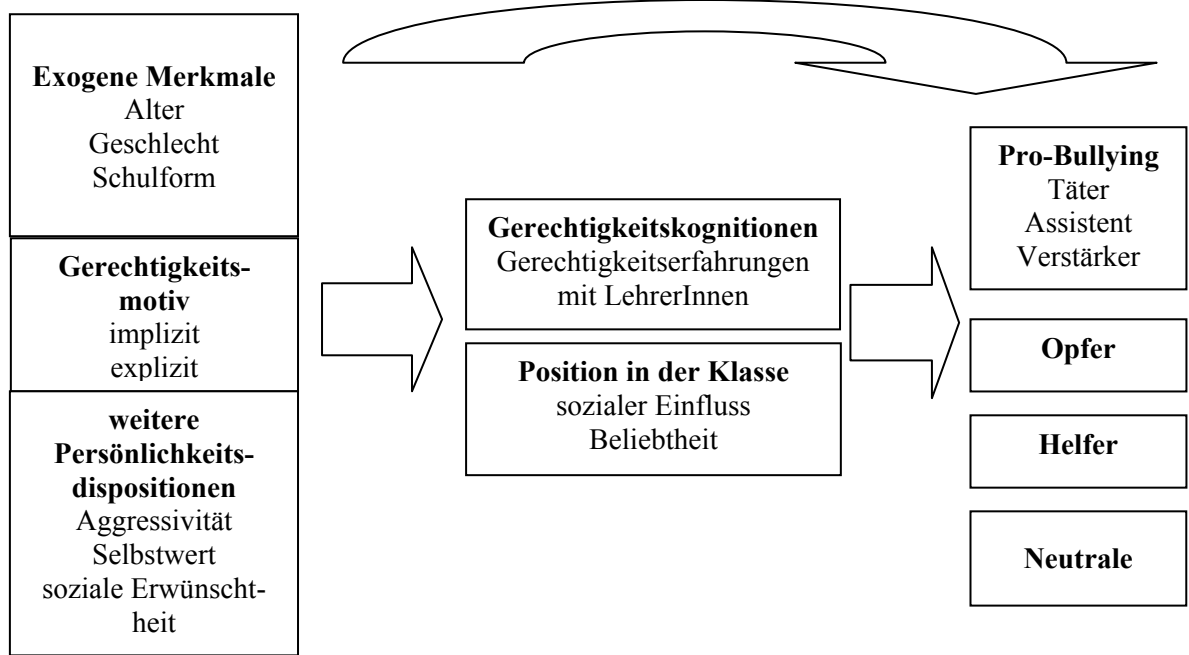 Exogene Merkmale
Alter
Geschlecht
Schulform
Gerechtigkeits-
motiv
implizit
explizit
weitere
Persönlichkeits-
dispositionen
Aggressivität
Selbstwert
soziale Erwünscht-
heit
Gerechtigkeitskognitionen
Gerechtigkeitserfahrungen
mit LehrerInnen
Position in der Klasse
sozialer Einfluss
Beliebtheit
Pro-Bullying
Täter
Assistent
Verstärker
Opfer
Helfer
Neutrale